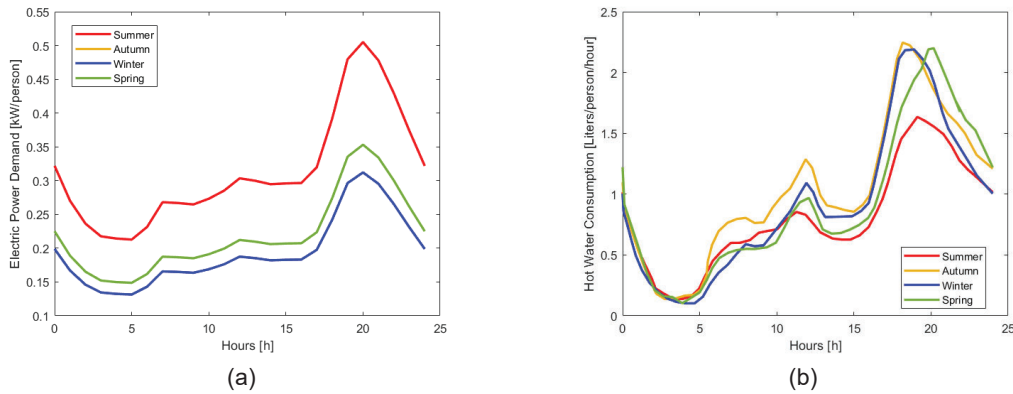 0.55
0.5
0.45
0.4
0.35
0.3
0.25
0.2
0.15
0.1
Electric Power Demand [kW/person]
Summer
Autumn
Winter
Spring
0 5 10 15 20 25
Hours [h]
(a)
2.5
2
1.5
1
0.5
0
Hot Water Consumption [Liters/person/hour]
Summer
Autumn
Winter
Spring
0 5 10 15 20 25
Hours [h]
(b)